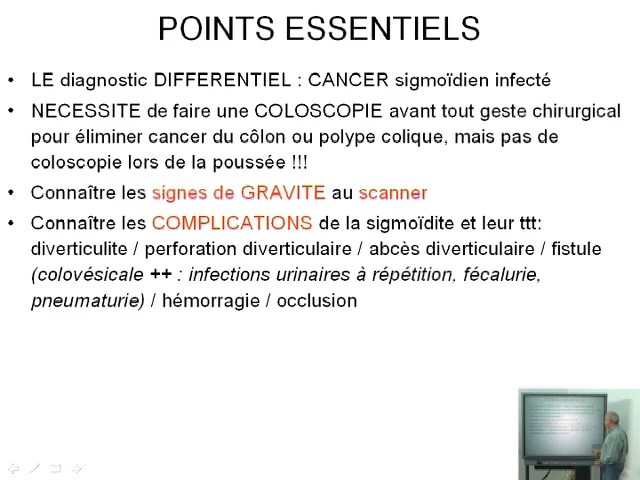 POINTS ESSENTIELS
• LE diagnostic DIFFERENTIEL : CANCER sigmoïdien infecté
• NECESSITE de faire une COLOSCOPIE avant tout geste chirurgical
pour éliminer cancer du côlon ou polype colique, mais pas de
coloscopie lors de la poussée !!!
• Connaître les signes de GRAVITE au scanner
• Connaître les COMPLICATIONS de la sigmoïdite et leur ttt:
diverticulite / perforation diverticulaire / abcès diverticulaire / fistule
(colovésicale ++ : infections urinaires à répétition, fécalurie,
pneumaturie) / hémorragie / occlusion